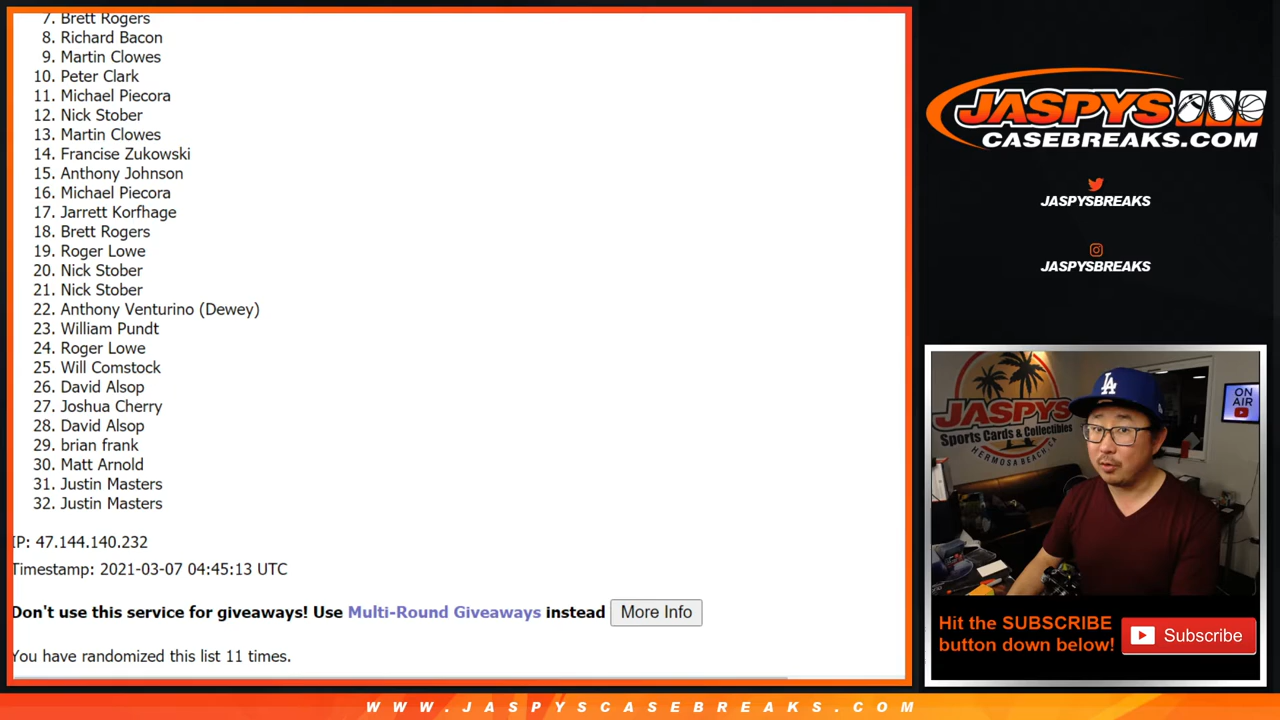 7. Brett Rogers
8. Richard Bacon
9. Martin Clowes
10. Peter Clark
11. Michael Piecora
12. Nick Stober
13. Martin Clowes
14. Francise Zukowski
15. Anthony Johnson
16. Michael Piecora
17. Jarrett Korfhage
18. Brett Rogers
19. Roger Lowe
20. Nick Stober
21. Nick Stober
22. Anthony Venturino (Dewey)
23. William Pundt
24. Roger Lowe
25. Will Comstock
26. David Alsop
27. Joshua Cherry
28. David Alsop
29. brian frank
30. Matt Arnold
31. Justin Masters
32. Justin Masters
IP: 47.144.140.232
Timestamp: 2021-03-07 04:45:13 UTC
Don't use this service for giveaways! Use Multi-Round Giveaways instead More Info
You have randomized this list 11 times.
JASPYS
CASEBREAKS.COM
JASPYSBREAKS
JASPYSBREAKS
JASPYS
Sports Cards & Collectibles
HERMOSA BEACH, CA
LA
ON
AIR
Hit the SUBSCRIBE
button down below!
Subscribe
WWW.JASPYSCASEBREAKS.COM